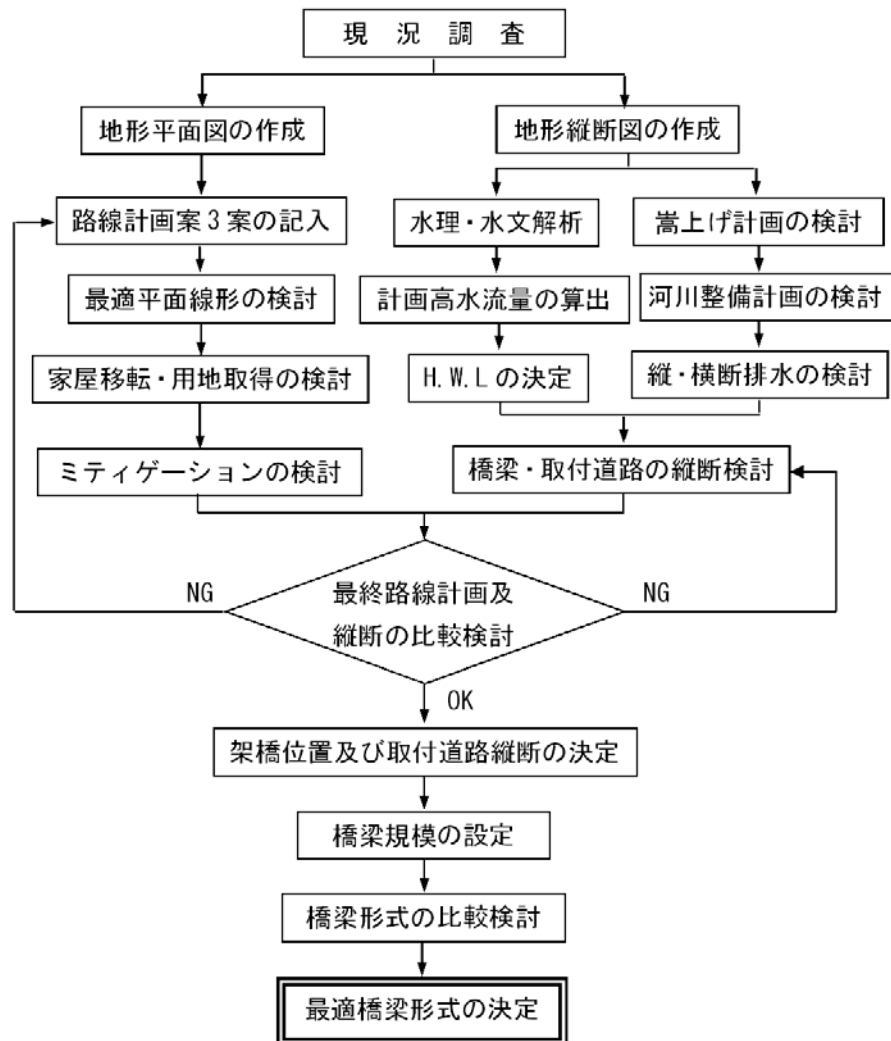 現況調査
地形平面図の作成
地形縦断図の作成
路線計画案3案の記入
水理・水文解析
嵩上げ計画の検討
最適平面線形の検討
計画高水流量の算出
河川整備計画の検討
家屋移転・用地取得の検討
H.W.Lの決定
縦・横断排水の検討
ミティゲーションの検討
橋梁・取付道路の縦断検討
NG
最終路線計画及
縦断の比較検討
NG
OK
架橋位置及び取付道路縦断の決定
橋梁規模の設定
橋梁形式の比較検討
最適橋梁形式の決定